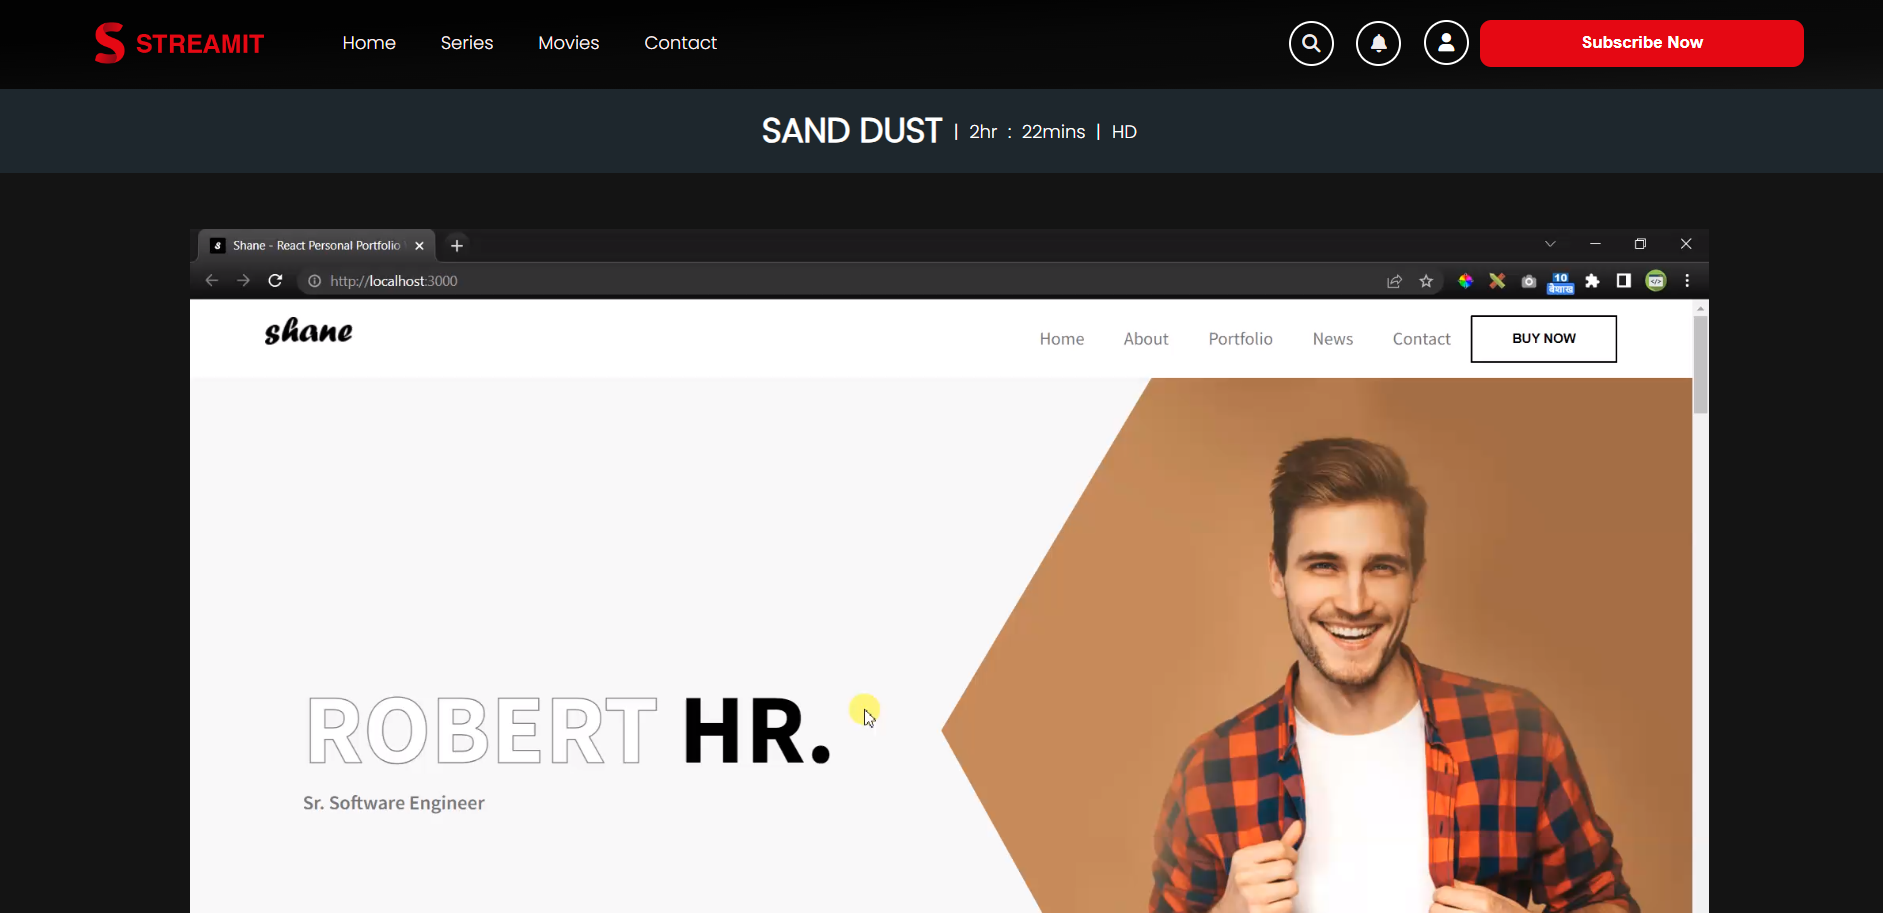 STREAMIT Home Series Movies Contact Subscribe Now
SAND DUST | 2hr : 22mins | HD
Shane - React Personal Portfolio
http://localhost:3000 10
बैशाख
shane Home About Portfolio News Contact BUY NOW
ROBERT HR.
Sr. Software Engineer